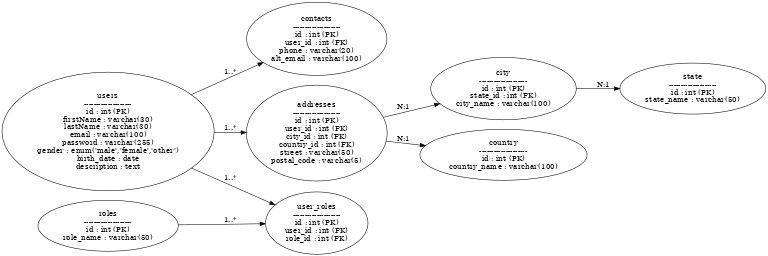 contacts
------------------
id : int (PK)
user_id : int (FK)
phone : varchar(20)
alt_email : varchar(100)
users
------------------
id : int (PK)
firstName : varchar(30)
lastName : varchar(30)
email : varchar(100)
password : varchar(255)
gender : enum('male','female','other')
birth_date : date
description : text
1..*
addresses
------------------
id : int (PK)
user_id : int (FK)
city_id : int (FK)
country_id : int (FK)
street : varchar(50)
postal_code : varchar(5)
1..*
city
------------------
id : int (PK)
state_id : int (FK)
city_name : varchar(100)
N:1
state
------------------
id : int (PK)
state_name : varchar(50)
N:1
country
------------------
id : int (PK)
country_name : varchar(100)
N:1
roles
------------------
id : int (PK)
role_name : varchar(50)
1..*
1..*
user_roles
------------------
id : int (PK)
user_id : int (FK)
role_id : int (FK)